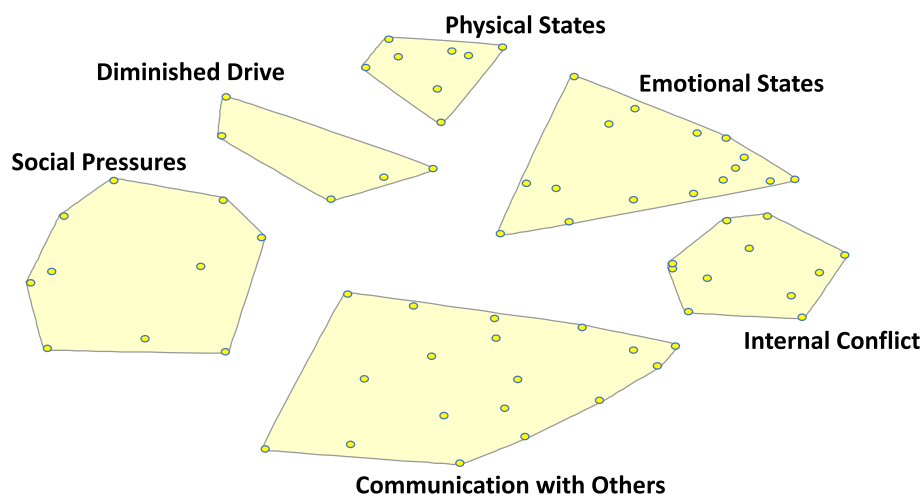 Physical States
Diminished Drive
Emotional States
Social Pressures
Internal Conflict
Communication with Others